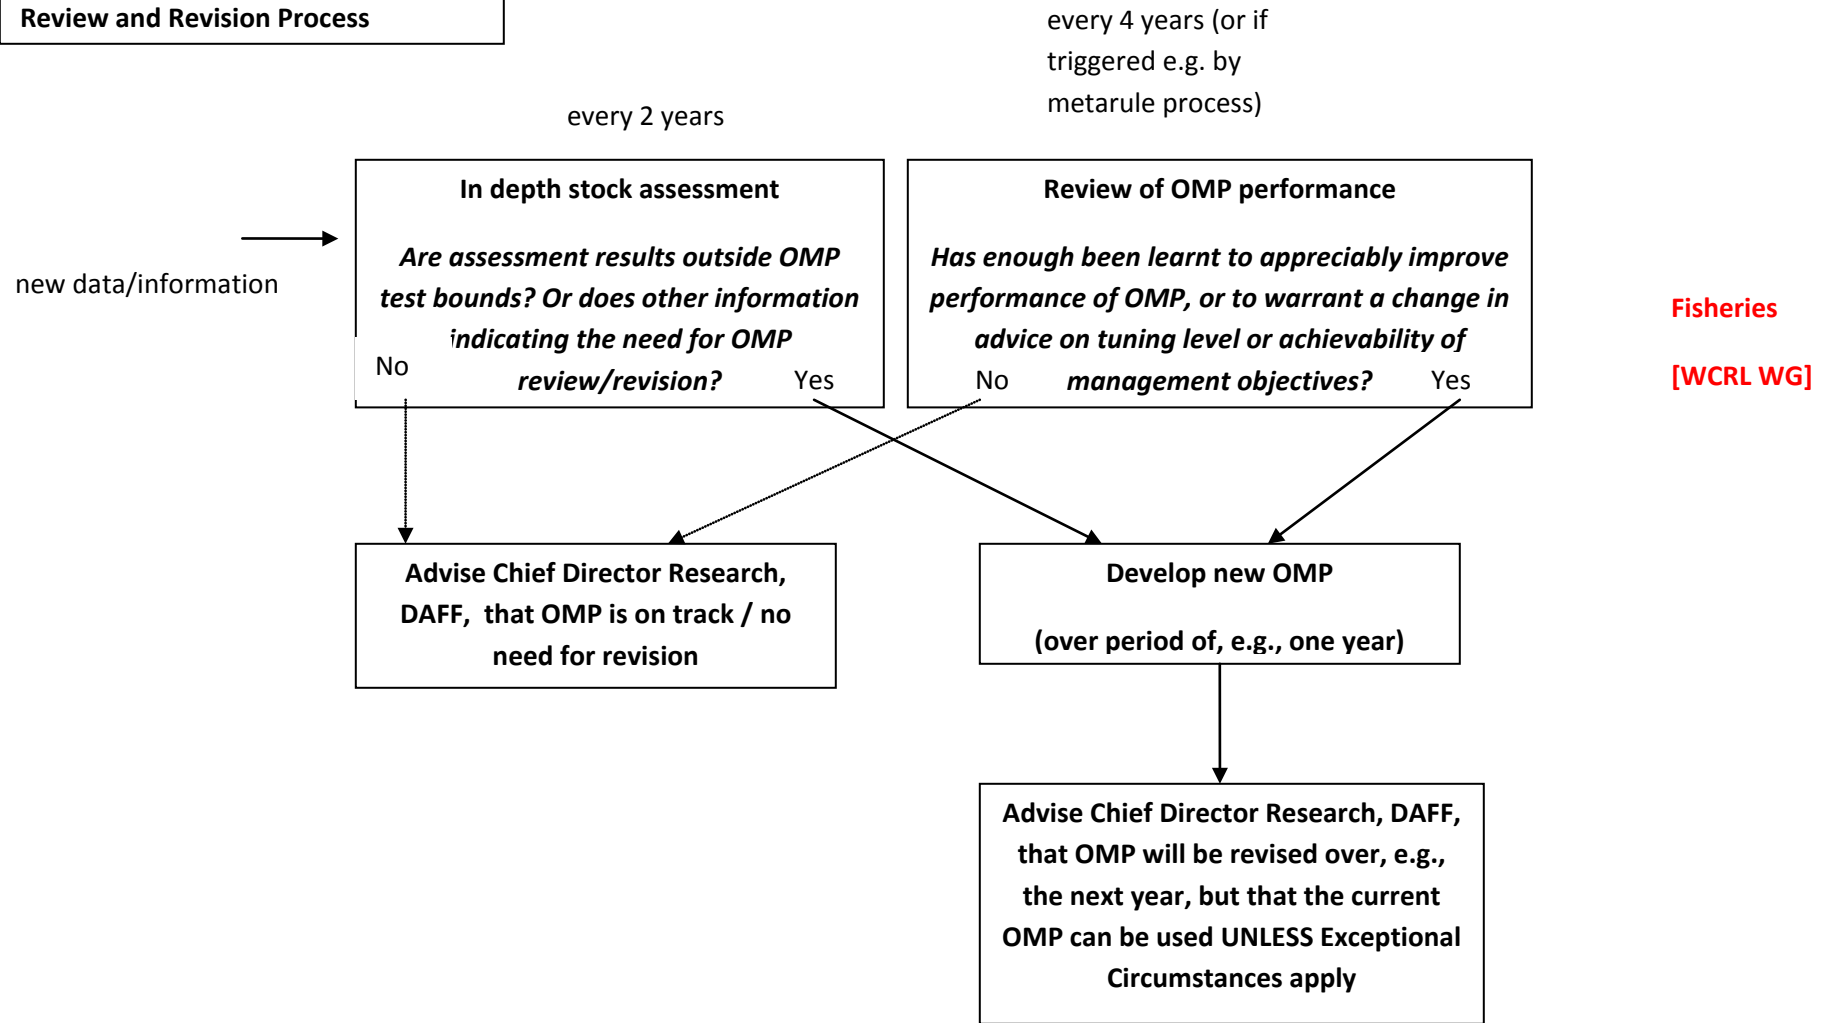 Review and Revision Process
every 4 years (or if
triggered e.g. by
metarule process)
every 2 years
new data/information
In depth stock assessment
Are assessment results outside OMP
test bounds? Or does other information
indicating the need for OMP
review/revision?
No
Yes
Review of OMP performance
Has enough been learnt to appreciably improve
performance of OMP, or to warrant a change in
advice on tuning level or achievability of
management objectives?
No
Yes
Fisheries
[WCRL WG]
Advise Chief Director Research,
DAFF, that OMP is on track / no
need for revision
Develop new OMP
(over period of, e.g., one year)
Advise Chief Director Research, DAFF,
that OMP will be revised over, e.g.,
the next year, but that the current
OMP can be used UNLESS Exceptional
Circumstances apply